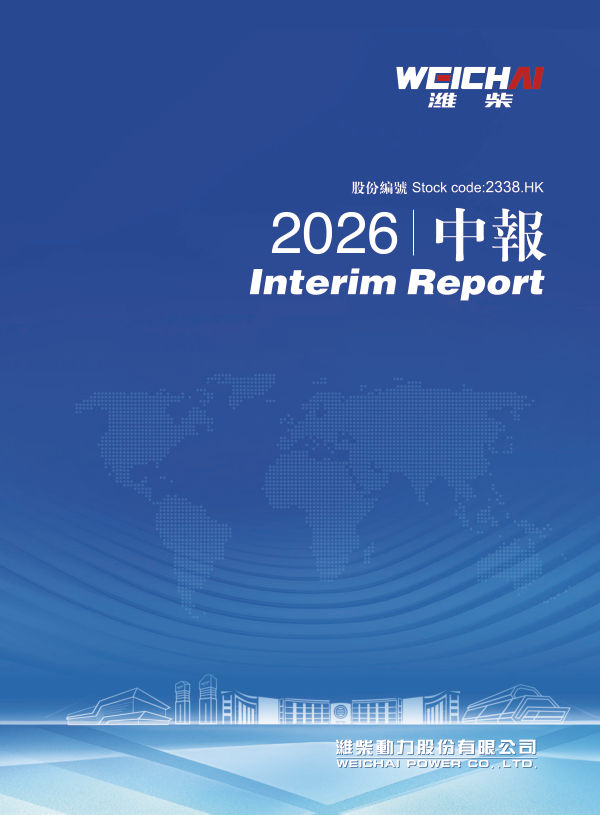 WEICHAI
潍柴
股份編號 Stock code:2338.HK
2026 中報
Interim Report
濰柴動力股份有限公司
WEICHAI POWER CO.,LTD.